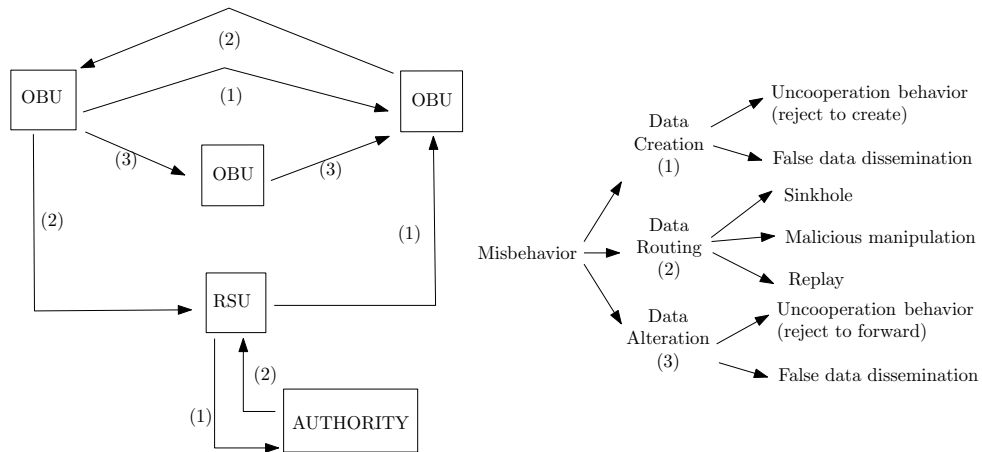 (2)
OBU
(1)
OBU
(3)
OBU
(3)
(2)
(1)
RSU
(2)
(1)
AUTHORITY
Misbehavior
Data
Creation
(1)
Uncooperation behavior
(reject to create)
False data dissemination
Data
Routing
(2)
Sinkhole
Malicious manipulation
Replay
Data
Alteration
(3)
Uncooperation behavior
(reject to forward)
False data dissemination